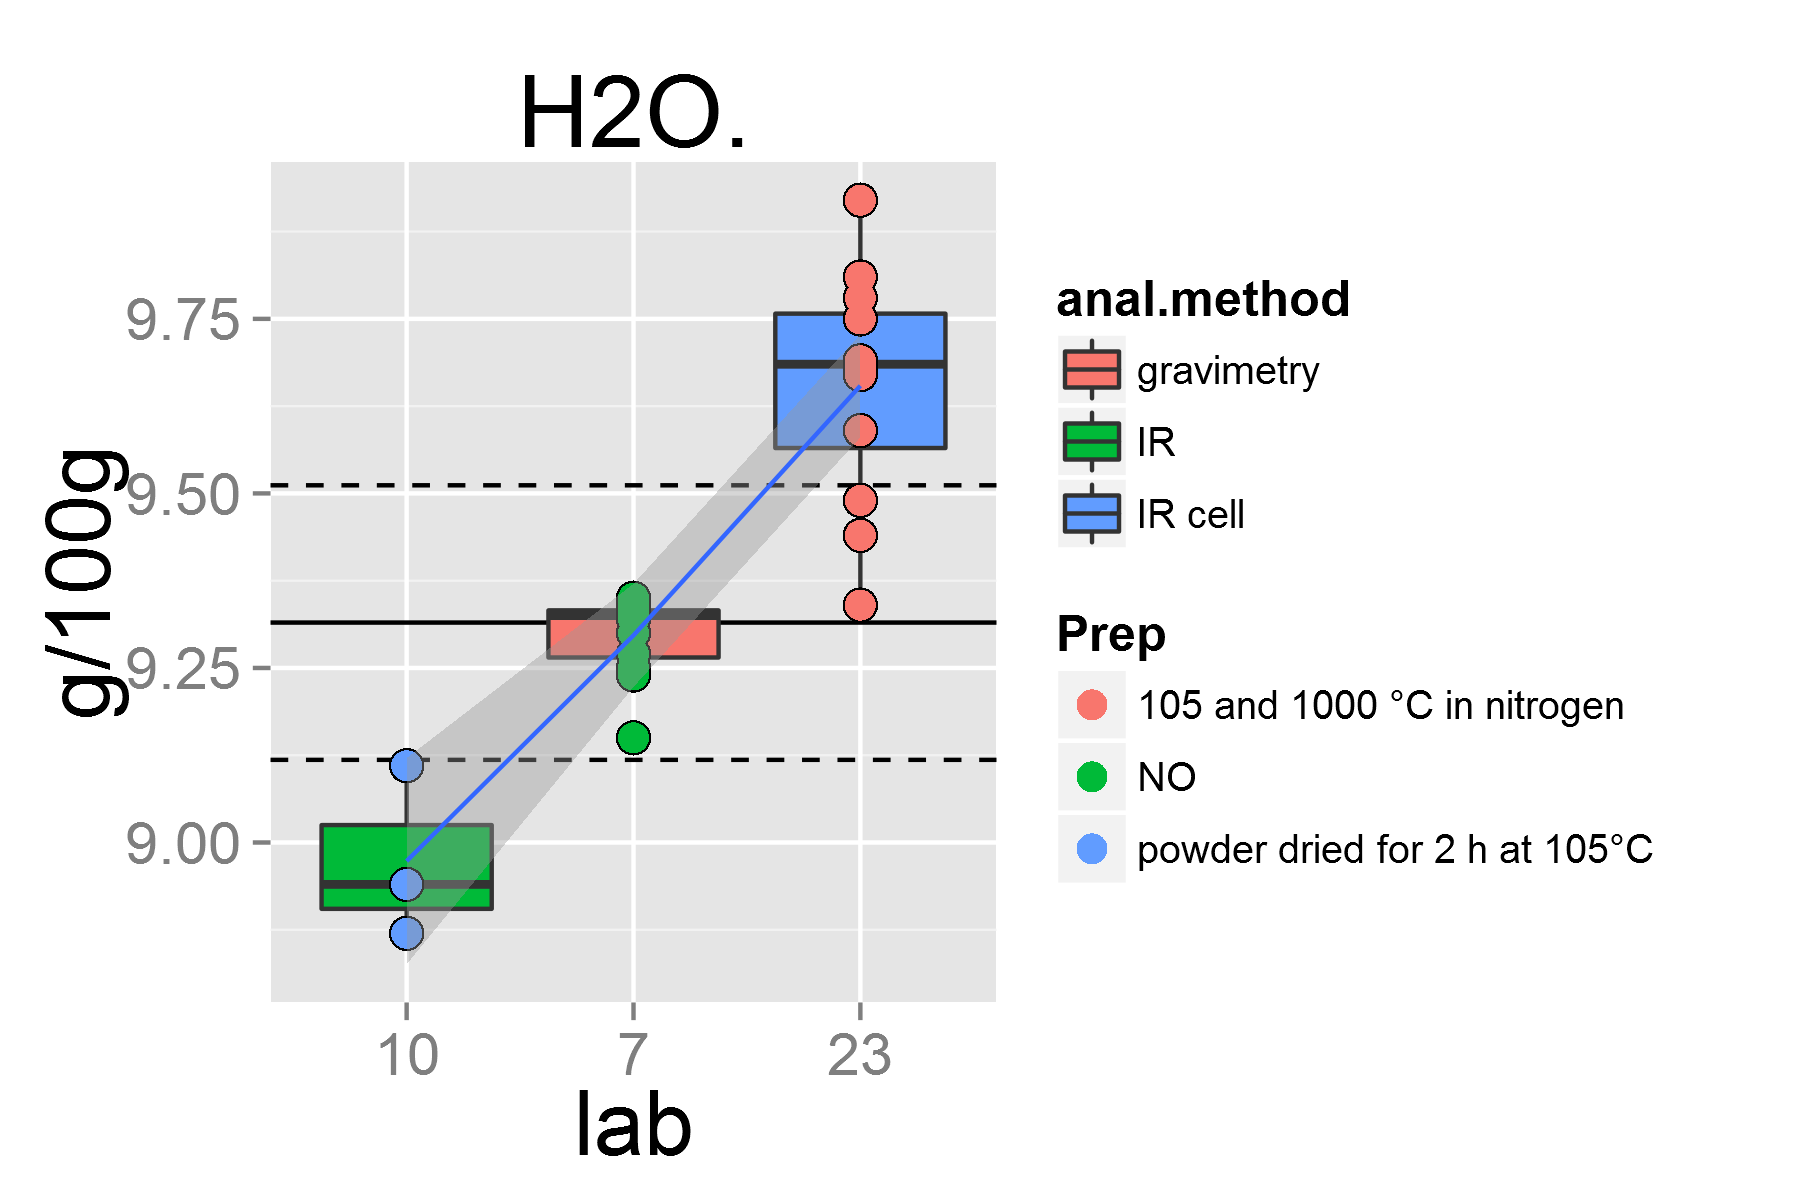 H2O.
g/100g
9.75
9.50
9.25
9.00
10 7 23
lab
anal.method
gravimetry
IR
IR cell
Prep
105 and 1000 °C in nitrogen
NO
powder dried for 2 h at 105°C